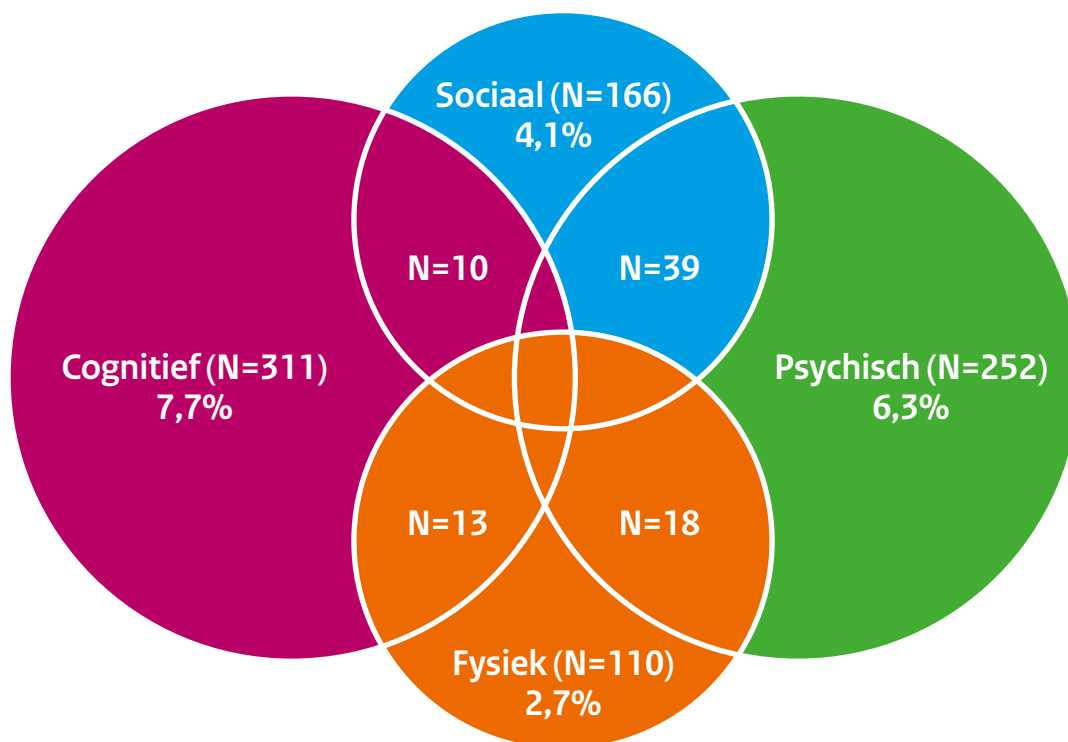 Sociaal (N=166)
4,1%
N=10
N=39
Cognitief (N=311)
7,7%
Psychisch (N=252)
6,3%
N=13
N=18
Fysiek (N=110)
2,7%